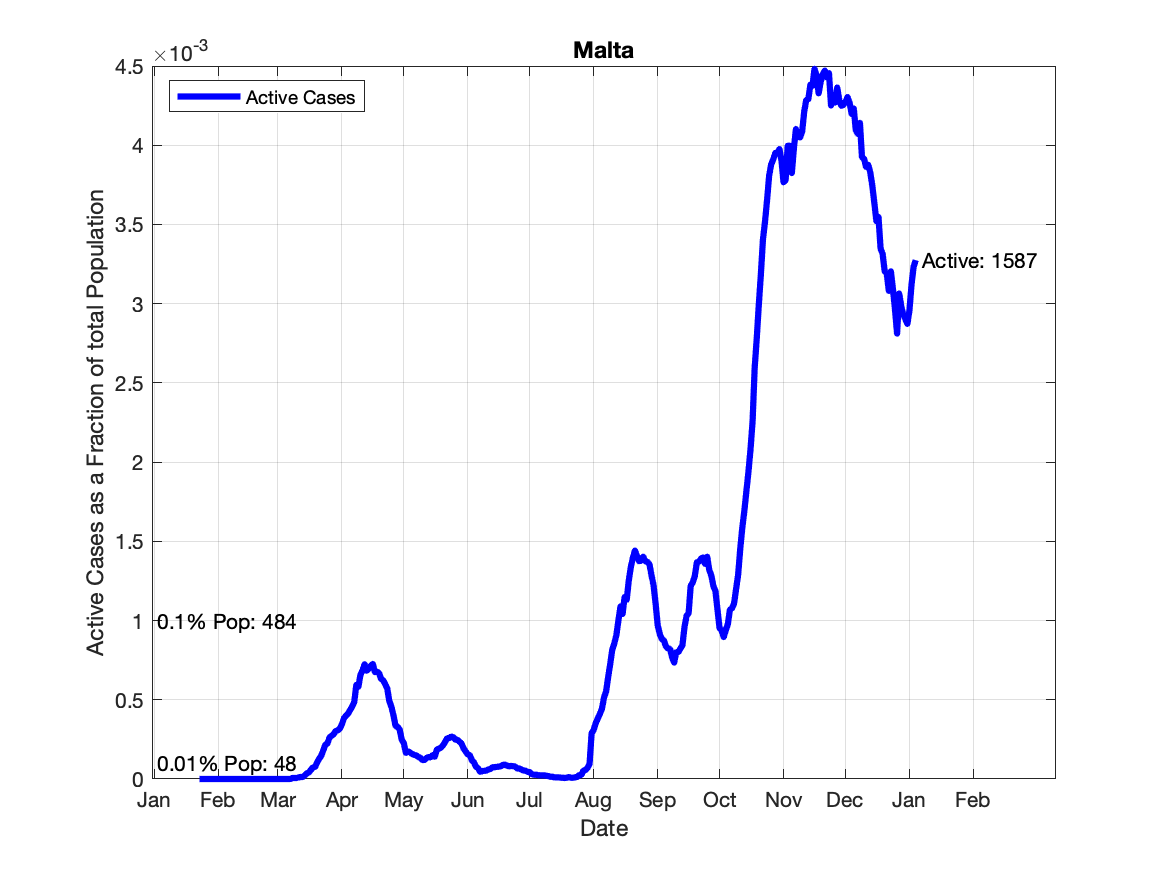 Malta
×10-3
4.5
4
3.5
3
2.5
2
1.5
1
0.5
0
Active Cases
Active: 1587
0.1% Pop: 484
0.01% Pop: 48
Active Cases as a Fraction of total Population
Jan Feb Mar Apr May Jun Jul Aug Sep Oct Nov Dec Jan Feb
Date